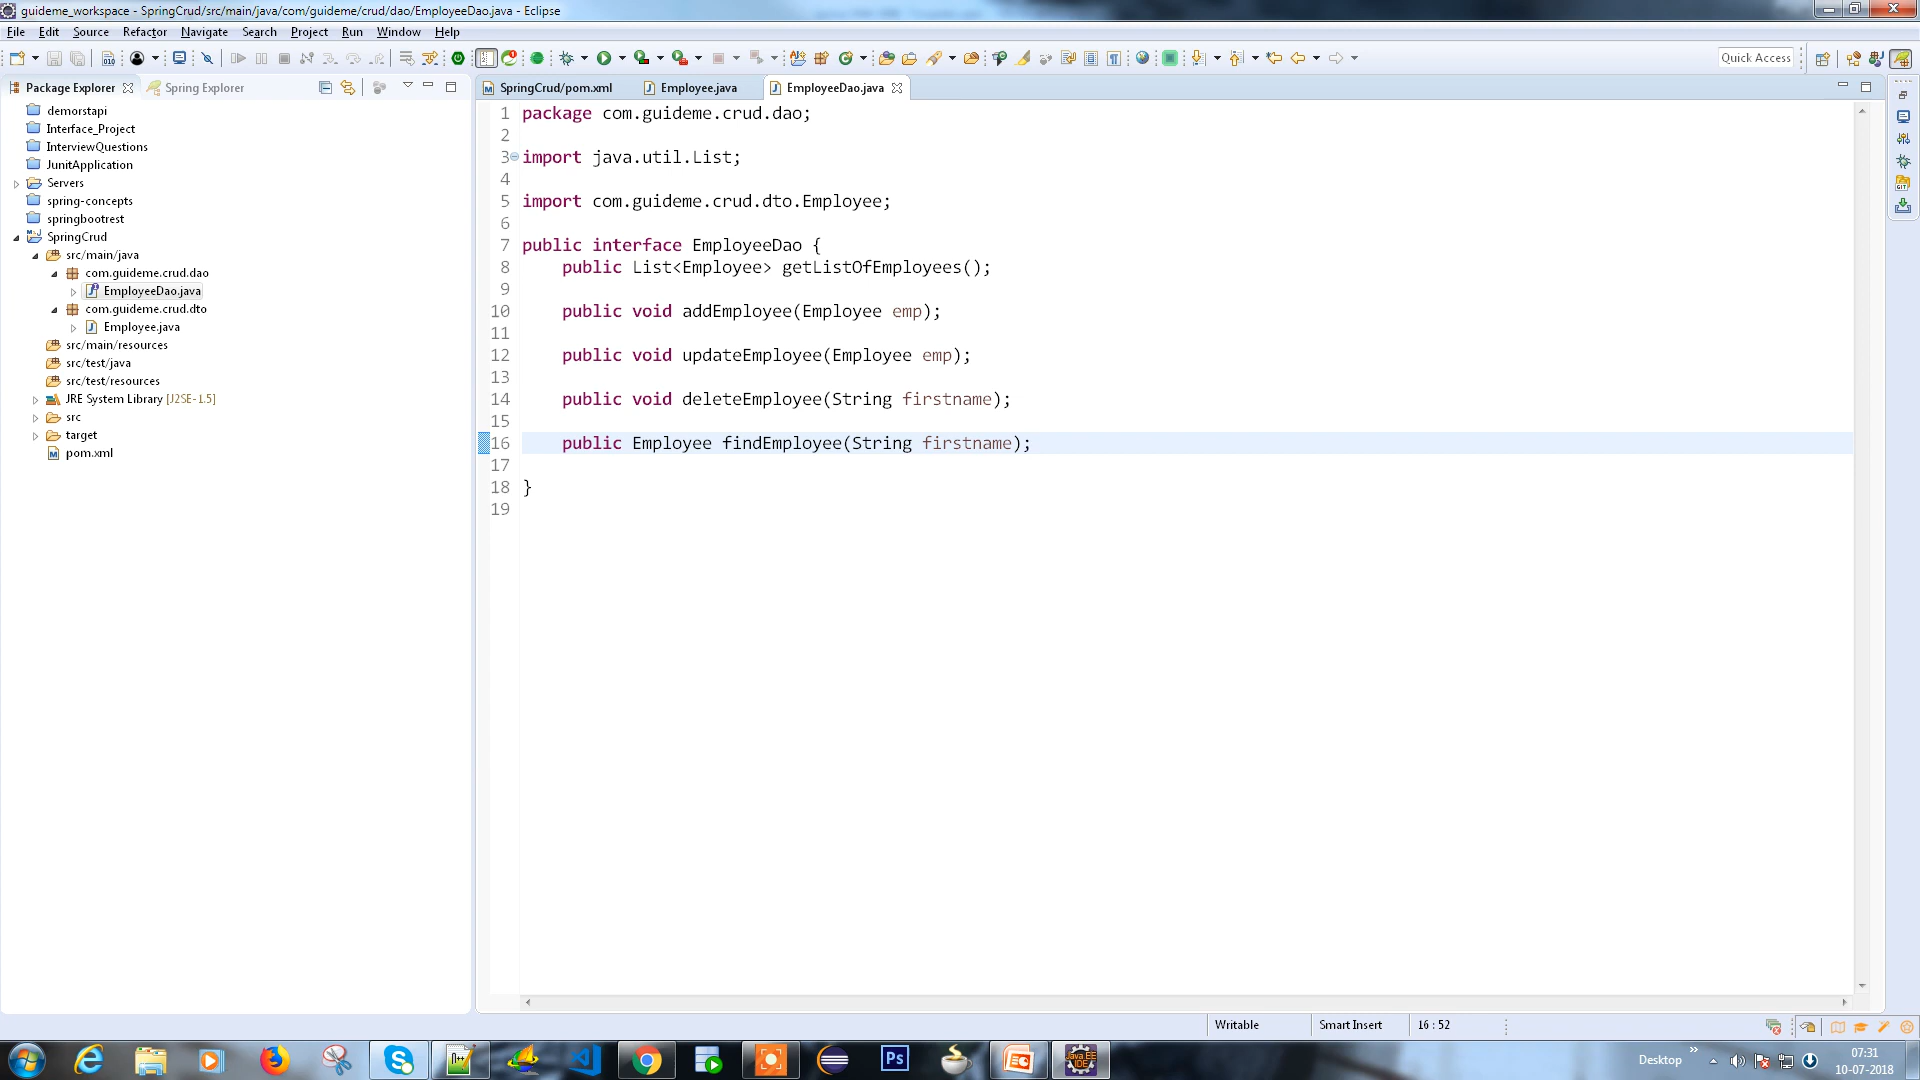 guideme_workspace - SpringCrud/src/main/java/com/guideme/crud/dao/EmployeeDao.java - Eclipse
File Edit Source Refactor Navigate Search Project Run Window Help
Quick Access
Package Explorer Spring Explorer
SpringCrud/pom.xml Employee.java EmployeeDao.java
demorstapi
Interface_Project
InterviewQuestions
JunitApplication
Servers
spring-concepts
springbootrest
SpringCrud
src/main/java
com.guideme.crud.dao
EmployeeDao.java
com.guideme.crud.dto
Employee.java
src/main/resources
src/test/java
src/test/resources
JRE System Library [J2SE-1.5]
src
target
pom.xml
1 package com.guideme.crud.dao;
2
3 import java.util.List;
4
5 import com.guideme.crud.dto.Employee;
6
7 public interface EmployeeDao {
8 public List<Employee> getListOfEmployees();
9
10 public void addEmployee(Employee emp);
11
12 public void updateEmployee(Employee emp);
13
14 public void deleteEmployee(String firstname);
15
16 public Employee findEmployee(String firstname);
17
18 }
19
Writable Smart Insert 16 : 52
Ps
Java EE
IDE
Desktop
07:31
10-07-2018